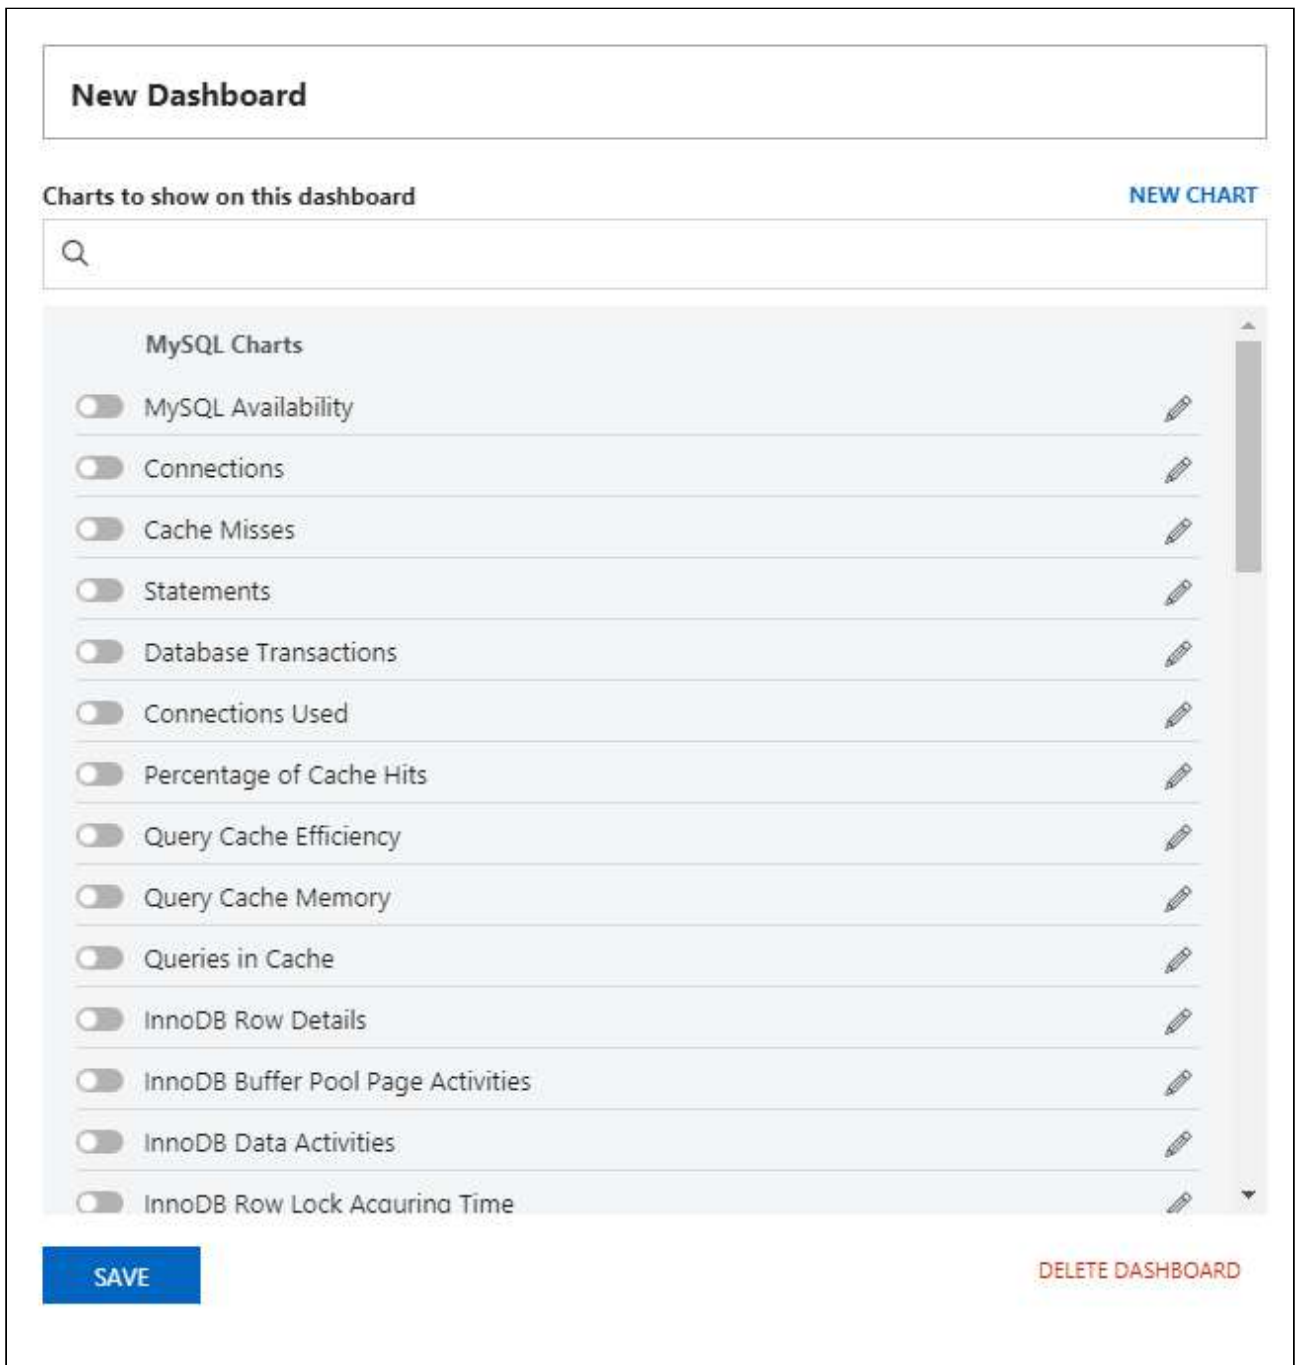 New Dashboard
Charts to show on this dashboard
NEW CHART
MySQL Charts
MySQL Availability
Connections
Cache Misses
Statements
Database Transactions
Connections Used
Percentage of Cache Hits
Query Cache Efficiency
Query Cache Memory
Queries in Cache
InnoDB Row Details
InnoDB Buffer Pool Page Activities
InnoDB Data Activities
InnoDB Row Lock Acquring Time
SAVE
DELETE DASHBOARD